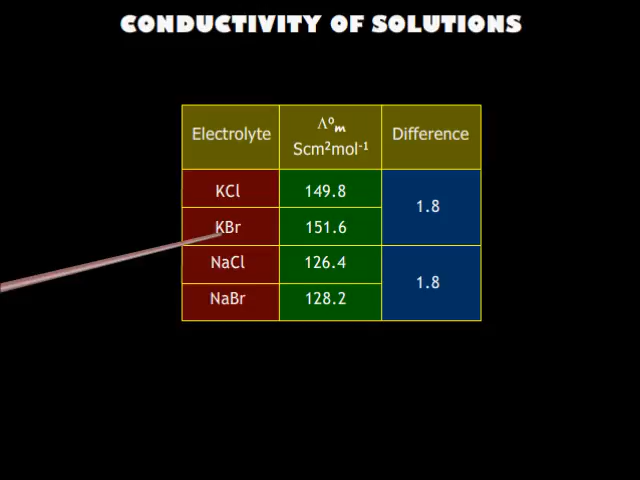 CONDUCTIVITY OF SOLUTIONS
Electrolyte Λ⁰ₘ Scm²mol⁻¹ Difference
KCl 149.8 1.8
KBr 151.6
NaCl 126.4 1.8
NaBr 128.2